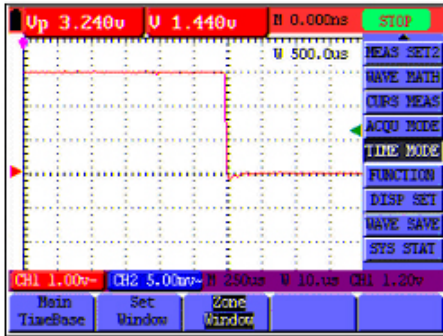 Vp 3.240v V 1.440v M 0.000ns STOP
W 500.0us
MEAS SET2
WAVE MATH
CURS MEAS
ACQU MODE
TIME MODE
FUNCTION
DISP SET
WAVE SAVE
SYS STAT
CH1 1.00v~ CH2 5.00mv~ M 250us W 10.us CH1 1.20v
Main TimeBase
Set Window
Zone Window